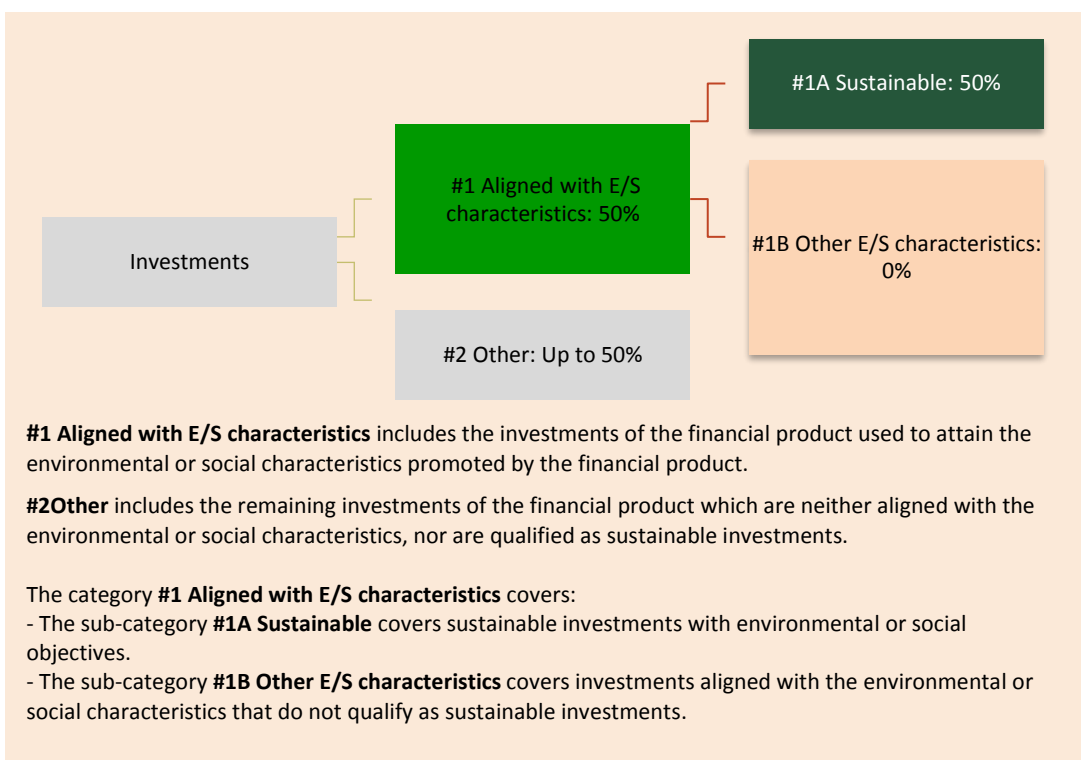 #1A Sustainable: 50%
#1 Aligned with E/S
characteristics: 50%
#1B Other E/S characteristics:
0%
Investments
#2 Other: Up to 50%
#1 Aligned with E/S characteristics includes the investments of the financial product used to attain the
environmental or social characteristics promoted by the financial product.
#2Other includes the remaining investments of the financial product which are neither aligned with the
environmental or social characteristics, nor are qualified as sustainable investments.
The category #1 Aligned with E/S characteristics covers:
- The sub-category #1A Sustainable covers sustainable investments with environmental or social
objectives.
- The sub-category #1B Other E/S characteristics covers investments aligned with the environmental or
social characteristics that do not qualify as sustainable investments.